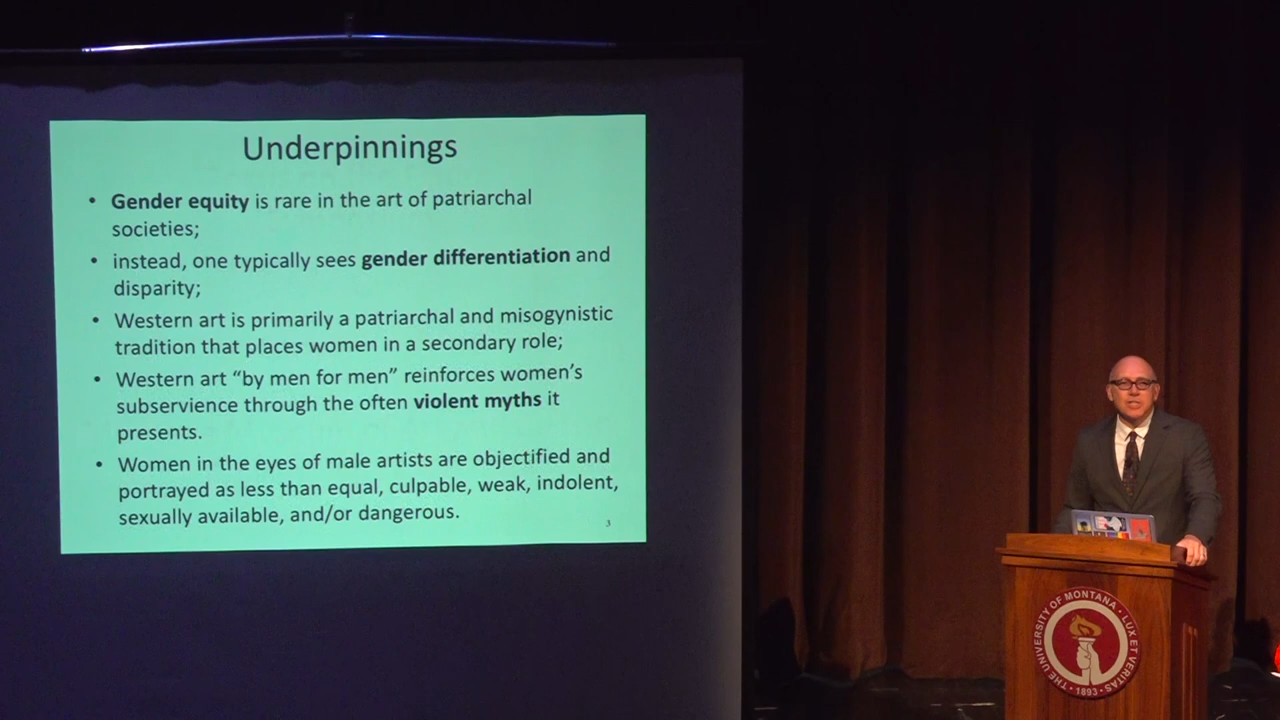 Underpinnings
• Gender equity is rare in the art of patriarchal
societies;
• instead, one typically sees gender differentiation and
disparity;
• Western art is primarily a patriarchal and misogynistic
tradition that places women in a secondary role;
• Western art “by men for men” reinforces women’s
subservience through the often violent myths it
presents.
• Women in the eyes of male artists are objectified and
portrayed as less than equal, culpable, weak, indolent,
sexually available, and/or dangerous.
3
THE UNIVERSITY OF MONTANA · LUX ET VERITAS
· 1893 ·